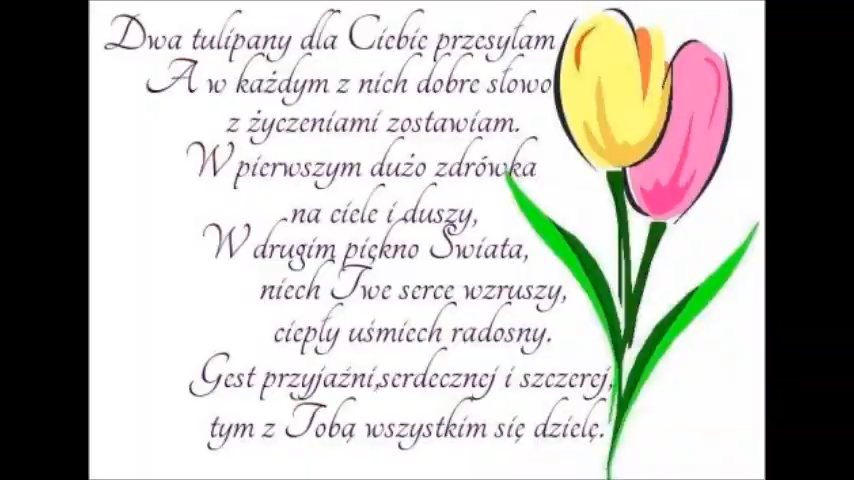 Dwa tulipany dla Ciebie przesyłam
A w każdym z nich dobre słowo
z życzeniami zostawiam.
W pierwszym dużo zdrówka
na ciele i duszy,
W drugim piękno Świata,
niech Twe serce wzruszy,
ciepły uśmiech radosny.
Gest przyjaźni,serdecznej i szczerej,
tym z Tobą wszystkim się dzielę.